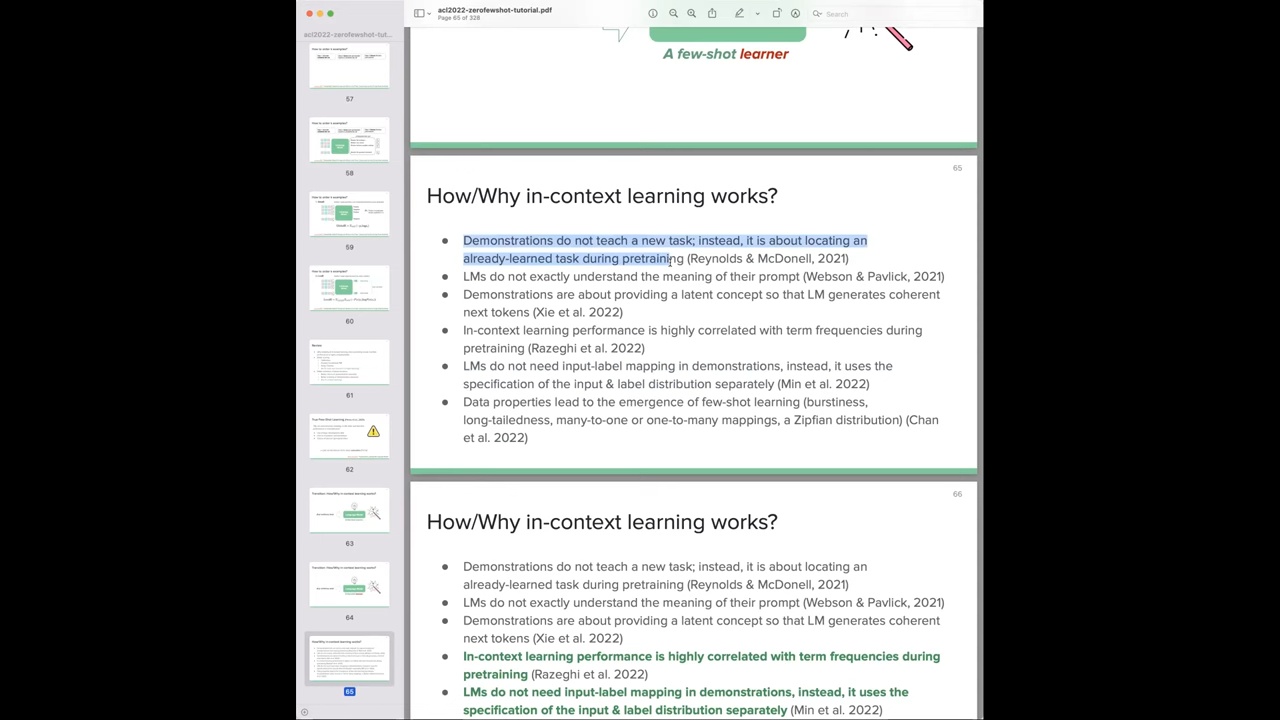 acl2022-zerofewshot-tutorial.pdf
Page 65 of 328
Search
acl2022-zerofewshot-tut...
57
58
59
60
61
62
63
64
65
A few-shot learner
65
How/Why in-context learning works?
● Demonstrations do not teach a new task; instead, it is about locating an
already-learned task during pretraining (Reynolds & McDonell, 2021)
● LMs do not exactly understand the meaning of their prompt (Webson & Pavlick, 2021)
● Demonstrations are about providing a latent concept so that LM generates coherent
next tokens (Xie et al. 2022)
● In-context learning performance is highly correlated with term frequencies during
pretraining (Razeghi et al. 2022)
● LMs do not need input-label mapping in demonstrations, instead, it uses the
specification of the input & label distribution separately (Min et al. 2022)
● Data properties lead to the emergence of few-shot learning (burstiness,
long-tailedness, many-to-one or one-to-many mappings, a Zipfian distribution) (Chan
et al. 2022)
66
How/Why in-context learning works?
● Demonstrations do not teach a new task; instead, it is about locating an
already-learned task during pretraining (Reynolds & McDonell, 2021)
● LMs do not exactly understand the meaning of their prompt (Webson & Pavlick, 2021)
● Demonstrations are about providing a latent concept so that LM generates coherent
next tokens (Xie et al. 2022)
● In-context learning performance is highly correlated with term frequencies during
pretraining (Razeghi et al. 2022)
● LMs do not need input-label mapping in demonstrations, instead, it uses the
specification of the input & label distribution separately (Min et al. 2022)